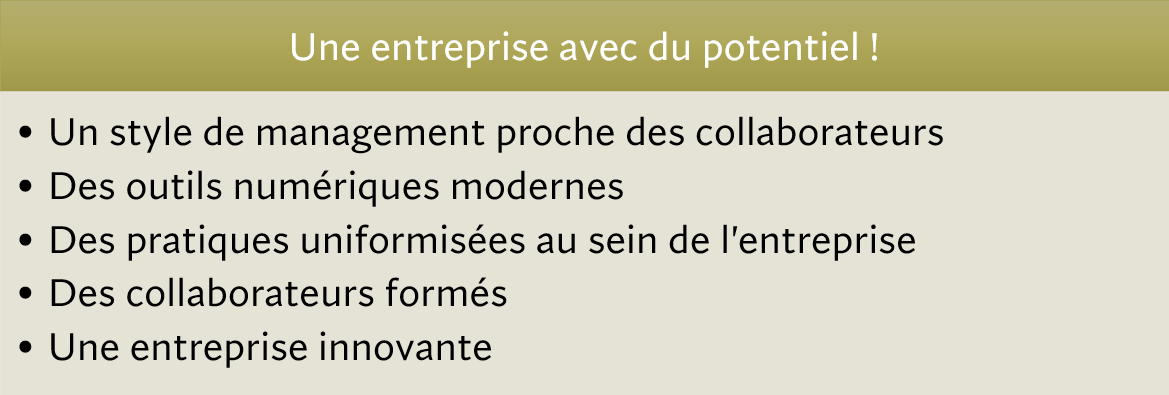 Une entreprise avec du potentiel !
• Un style de management proche des collaborateurs
• Des outils numériques modernes
• Des pratiques uniformisées au sein de l'entreprise
• Des collaborateurs formés
• Une entreprise innovante